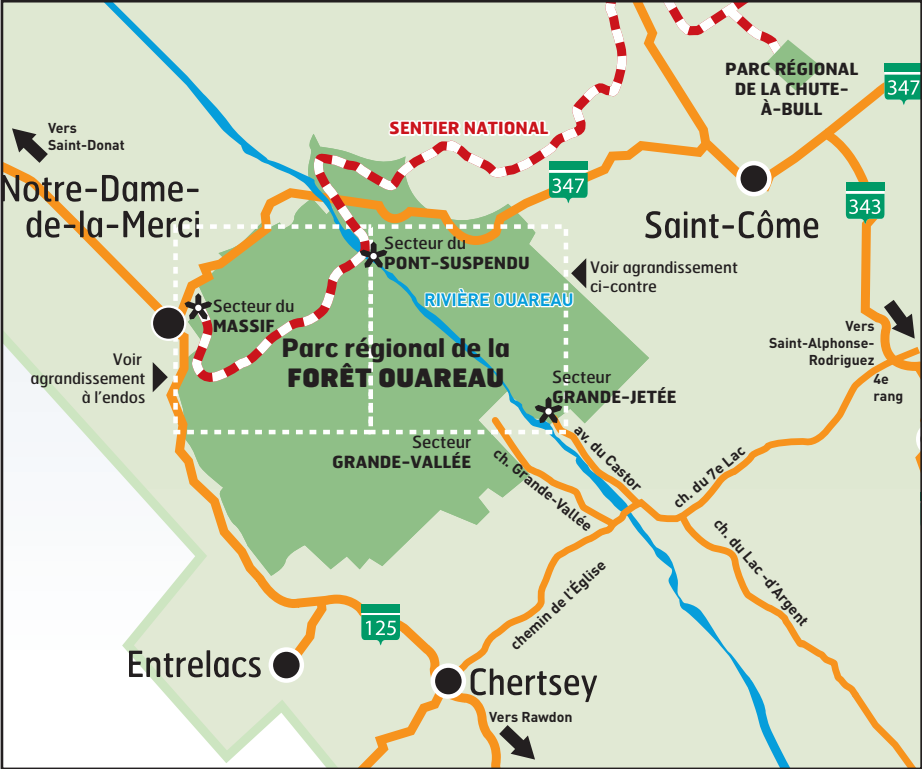 PARC RÉGIONAL
DE LA CHUTE-
À-BULL
347
Vers
Saint-Donat
SENTIER NATIONAL
347
Notre-Dame-
de-la-Merci
343
Saint-Côme
Secteur du
PONT-SUSPENDU
Voir agrandissement
ci-contre
RIVIÈRE OUAREAU
Secteur du
MASSIF
Vers
Saint-Alphonse-
Rodriguez
Parc régional de la
FORÊT OUAREAU
Voir
agrandissement
à l'endos
4e
rang
Secteur
GRANDE-JETÉE
Secteur
GRANDE-VALLÉE
av. du Castor
ch. Grande-Vallée
ch. du 7e Lac
ch. du Lac -d'Argent
chemin de l'Église
125
Entrelacs
Chertsey
Vers Rawdon